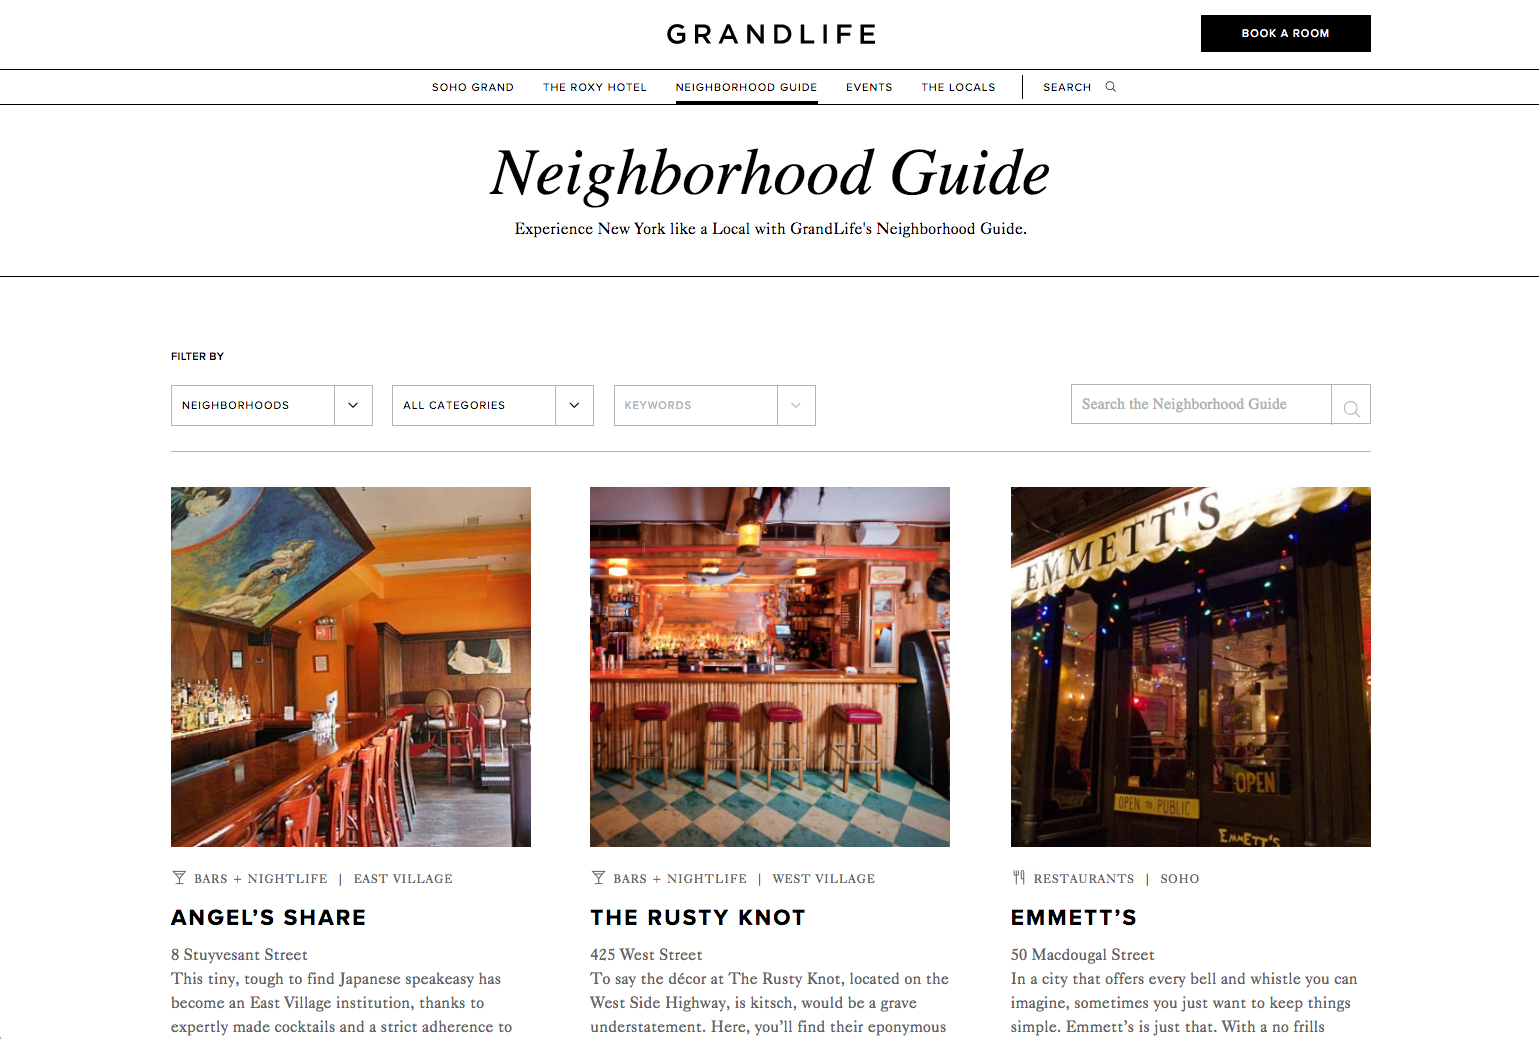 GRANDLIFE
BOOK A ROOM
SOHO GRAND THE ROXY HOTEL NEIGHBORHOOD GUIDE EVENTS THE LOCALS SEARCH
Neighborhood Guide
Experience New York like a Local with GrandLife's Neighborhood Guide.
FILTER BY
NEIGHBORHOODS ALL CATEGORIES KEYWORDS Search the Neighborhood Guide
EMMETT'S
OPEN
OPEN TO PUBLIC
EMMETT'S
BARS + NIGHTLIFE | EAST VILLAGE
ANGEL’S SHARE
8 Stuyvesant Street
This tiny, tough to find Japanese speakeasy has
become an East Village institution, thanks to
expertly made cocktails and a strict adherence to
BARS + NIGHTLIFE | WEST VILLAGE
THE RUSTY KNOT
425 West Street
To say the décor at The Rusty Knot, located on the
West Side Highway, is kitsch, would be a grave
understatement. Here, you’ll find their eponymous
RESTAURANTS | SOHO
EMMETT’S
50 Macdougal Street
In a city that offers every bell and whistle you can
imagine, sometimes you just want to keep things
simple. Emmett’s is just that. With a no frills